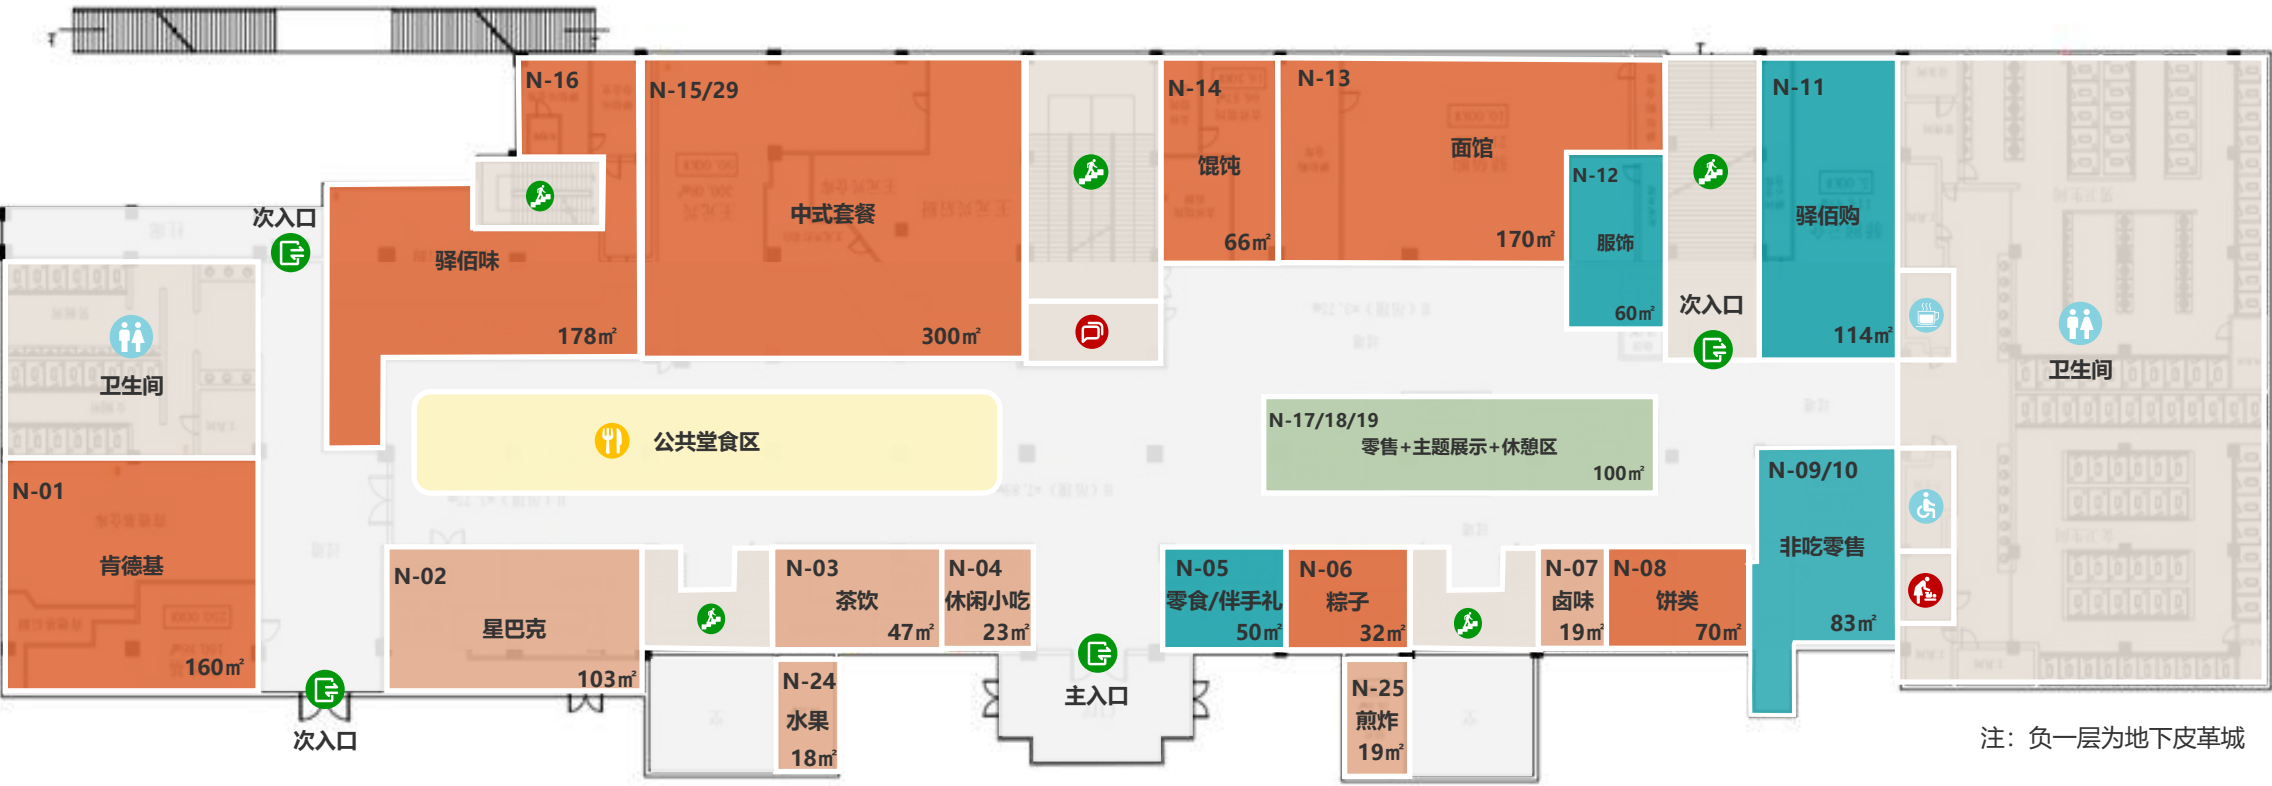 N-16
N-15/29
中式套餐
300㎡
驿佰味
178㎡
N-14
馄饨
66㎡
N-13
面馆
170㎡
N-12
服饰
60㎡
N-11
驿佰购
114㎡
次入口
次入口
卫生间
卫生间
公共堂食区
N-17/18/19
零售+主题展示+休憩区
100㎡
N-01
肯德基
160㎡
N-02
星巴克
103㎡
N-03
茶饮
47㎡
N-04
休闲小吃
23㎡
N-05
零食/伴手礼
50㎡
N-06
粽子
32㎡
N-07
卤味
19㎡
N-08
饼类
70㎡
N-09/10
非吃零售
83㎡
N-24
水果
18㎡
主入口
N-25
煎炸
19㎡
次入口
注：负一层为地下皮革城